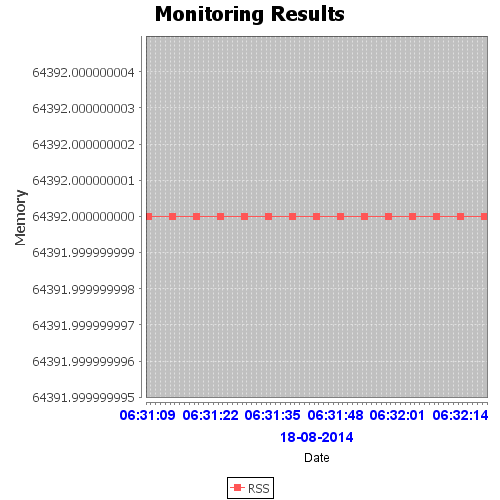 Monitoring Results
64392.000000004
64392.000000003
64392.000000002
64392.000000001
64392.000000000
64391.999999999
64391.999999998
64391.999999997
64391.999999996
64391.999999995
Memory
06:31:09 06:31:22 06:31:35 06:31:48 06:32:01 06:32:14
18-08-2014
Date
RSS